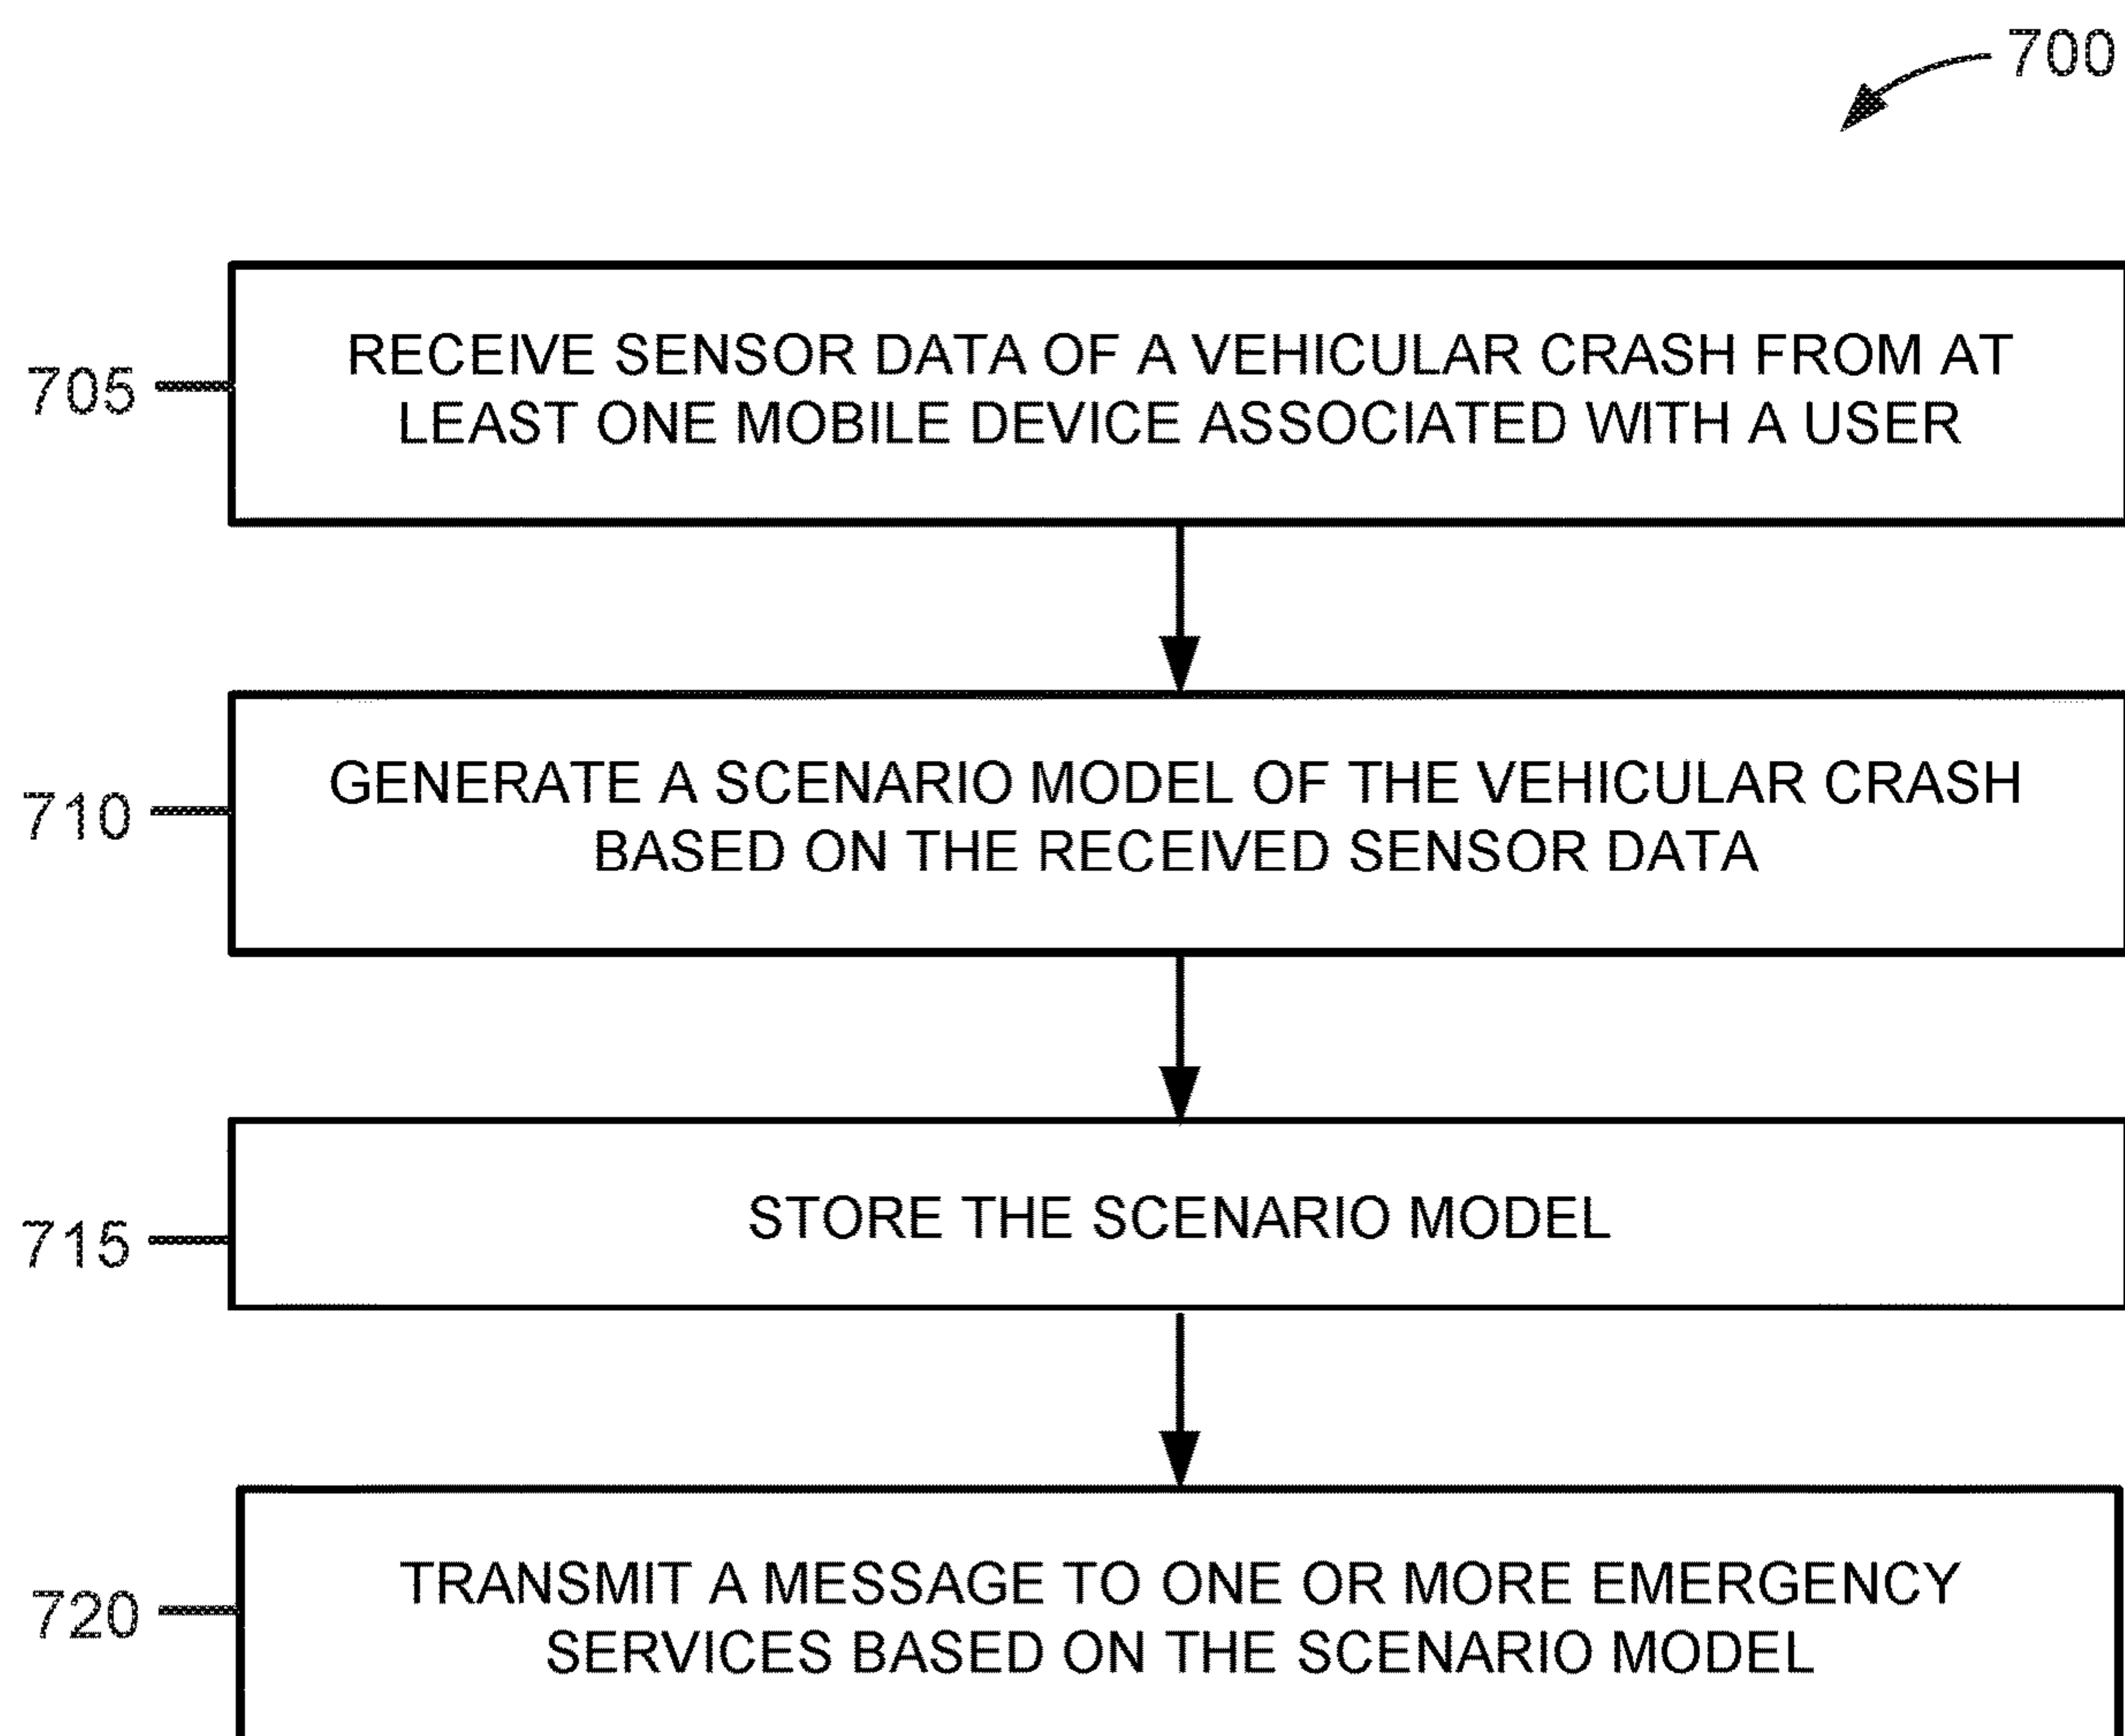 700
705
RECEIVE SENSOR DATA OF A VEHICULAR CRASH FROM AT
LEAST ONE MOBILE DEVICE ASSOCIATED WITH A USER
710
GENERATE A SCENARIO MODEL OF THE VEHICULAR CRASH
BASED ON THE RECEIVED SENSOR DATA
715
STORE THE SCENARIO MODEL
720
TRANSMIT A MESSAGE TO ONE OR MORE EMERGENCY
SERVICES BASED ON THE SCENARIO MODEL